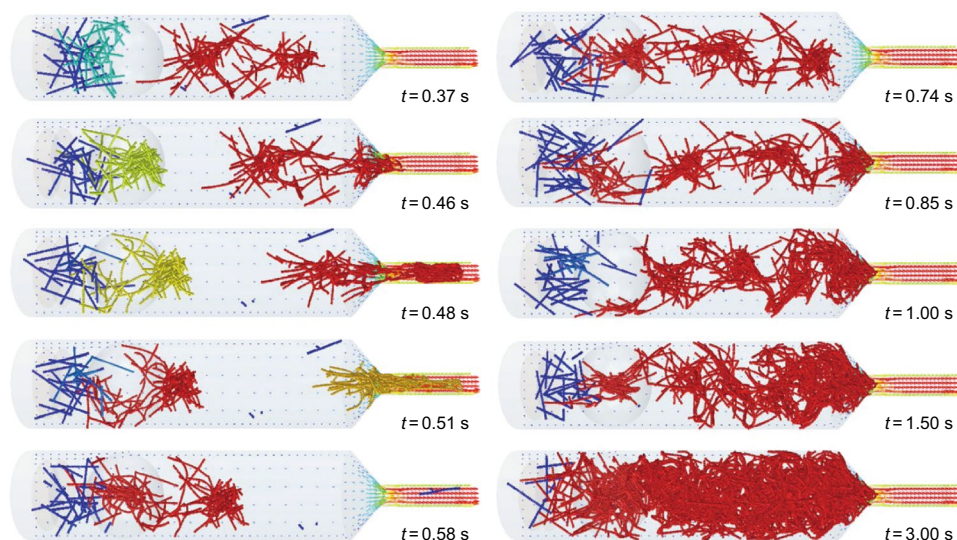 t = 0.37 s
t = 0.46 s
t = 0.48 s
t = 0.51 s
t = 0.58 s
t = 0.74 s
t = 0.85 s
t = 1.00 s
t = 1.50 s
t = 3.00 s